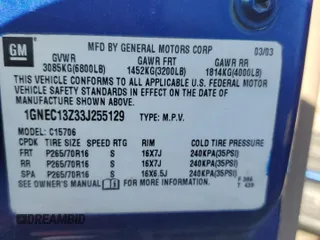 GM
MFD BY GENERAL MOTORS CORP 03/03
GVWR GAWR FRT GAWR RR
3085KG(6800LB) 1452KG(3200LB) 1814KG(4000LB)
THIS VEHICLE CONFORMS TO ALL APPLICABLE U.S. FEDERAL MOTOR
VEHICLE SAFETY STANDARDS IN EFFECT ON THE DATE OF
MANUFACTURE SHOWN ABOVE.
1GNEC13Z33J255129 TYPE: M.P.V.
MODEL: C15706
CPDK TIRE SIZE SPEED RTG RIM COLD TIRE PRESSURE
FRT P265/70R16 S 16X7J 240KPA(35PSI)
RR P265/70R16 S 16X7J 240KPA(35PSI)
SPA P265/70R16 S 16X6.5J 240KPA(35PSI)
SEE OWNER'S MANUAL FOR MORE INFORMATION.
DREAMBID